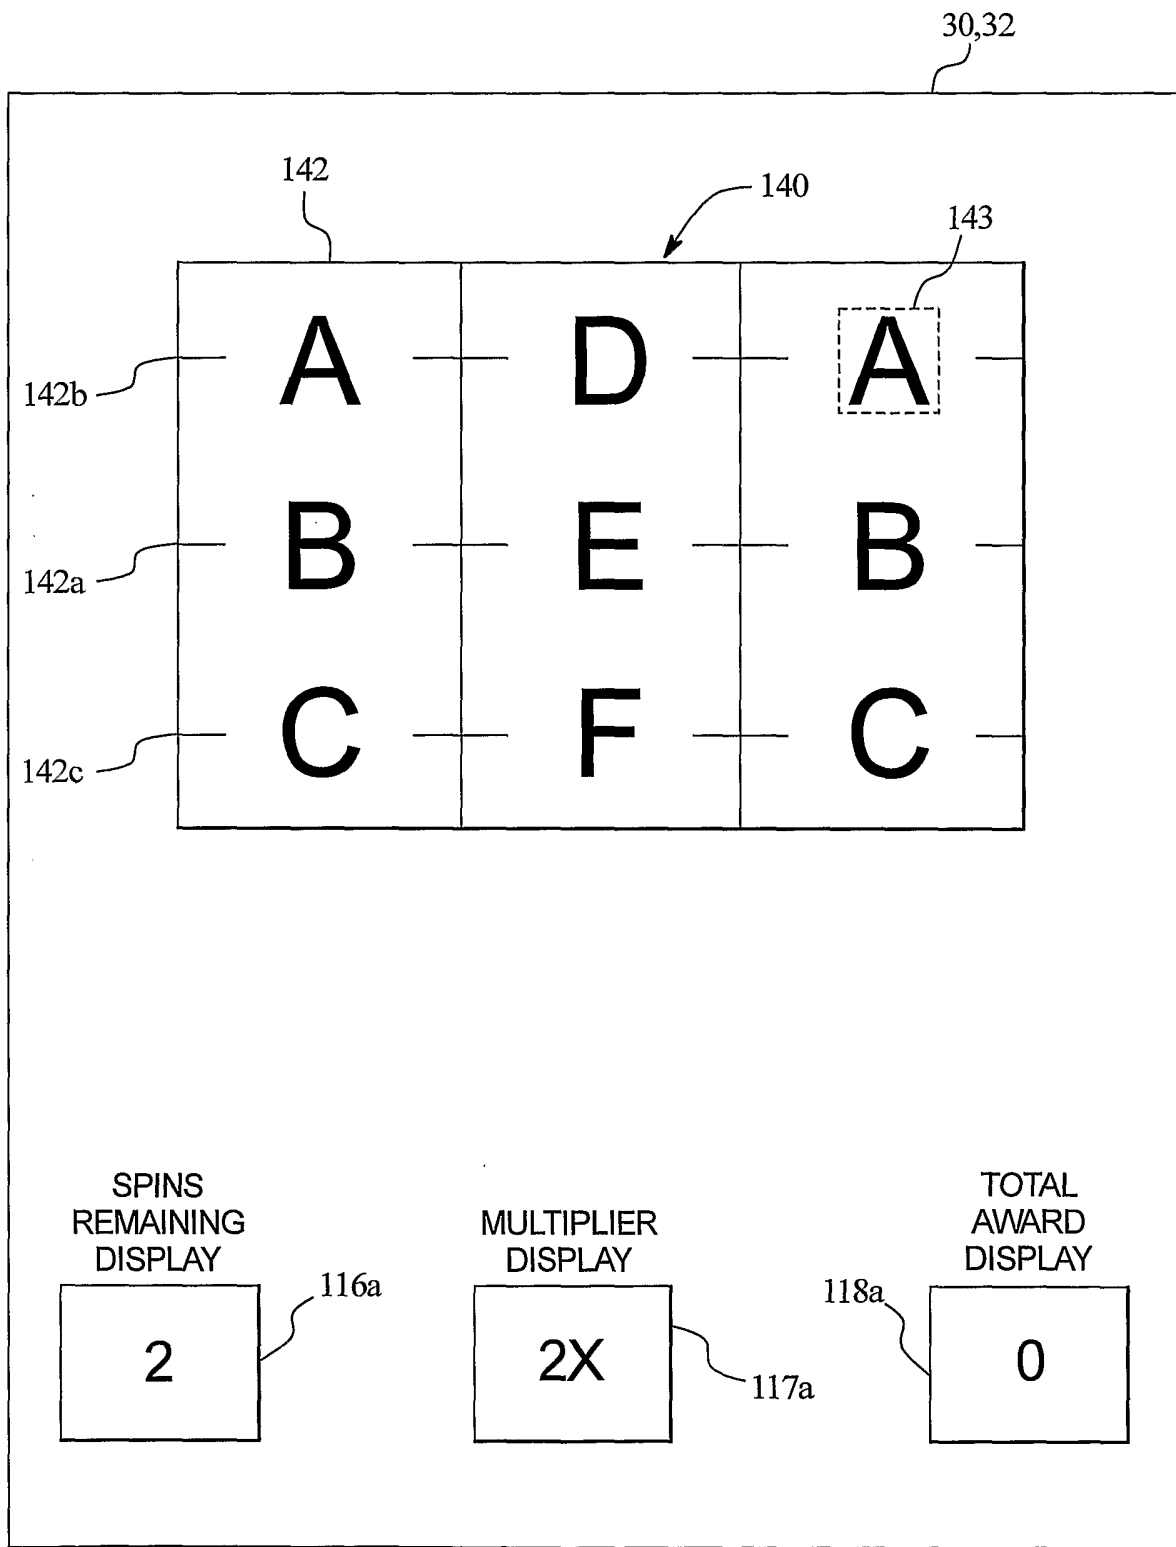 30,32
142
140
143
A D A
142b
B E B
142a
C F C
142c
SPINS
REMAINING
DISPLAY
MULTIPLIER
DISPLAY
TOTAL
AWARD
DISPLAY
2
116a
2X
117a
118a
0